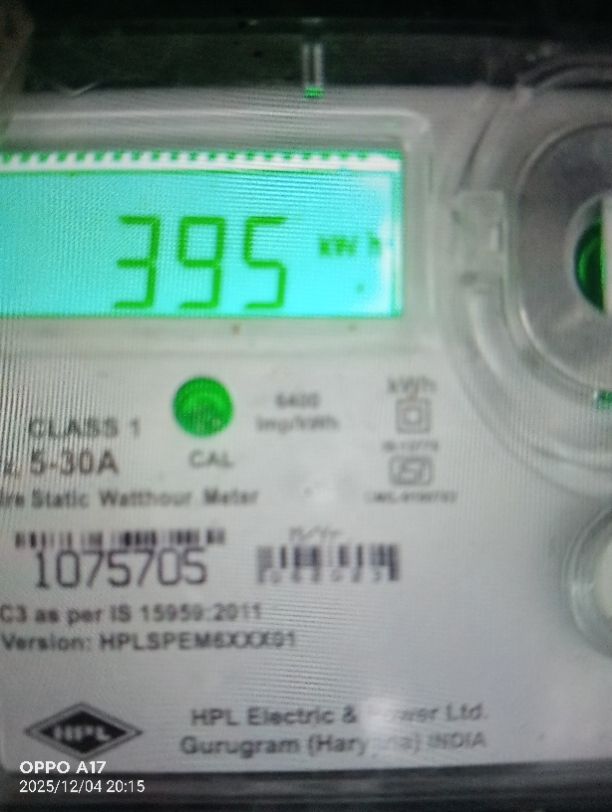 395 kWh
kWh
6400
CLASS 1
imp/kWh
5-30A
CAL
Static Watthour Meter
1075705
C3 as per IS 15959:2011
Version: HPLSPEM6XXX01
HPL Electric & Ltd.
HPL
Gurugram INDIA
OPPO A17
2025/12/04 20:15